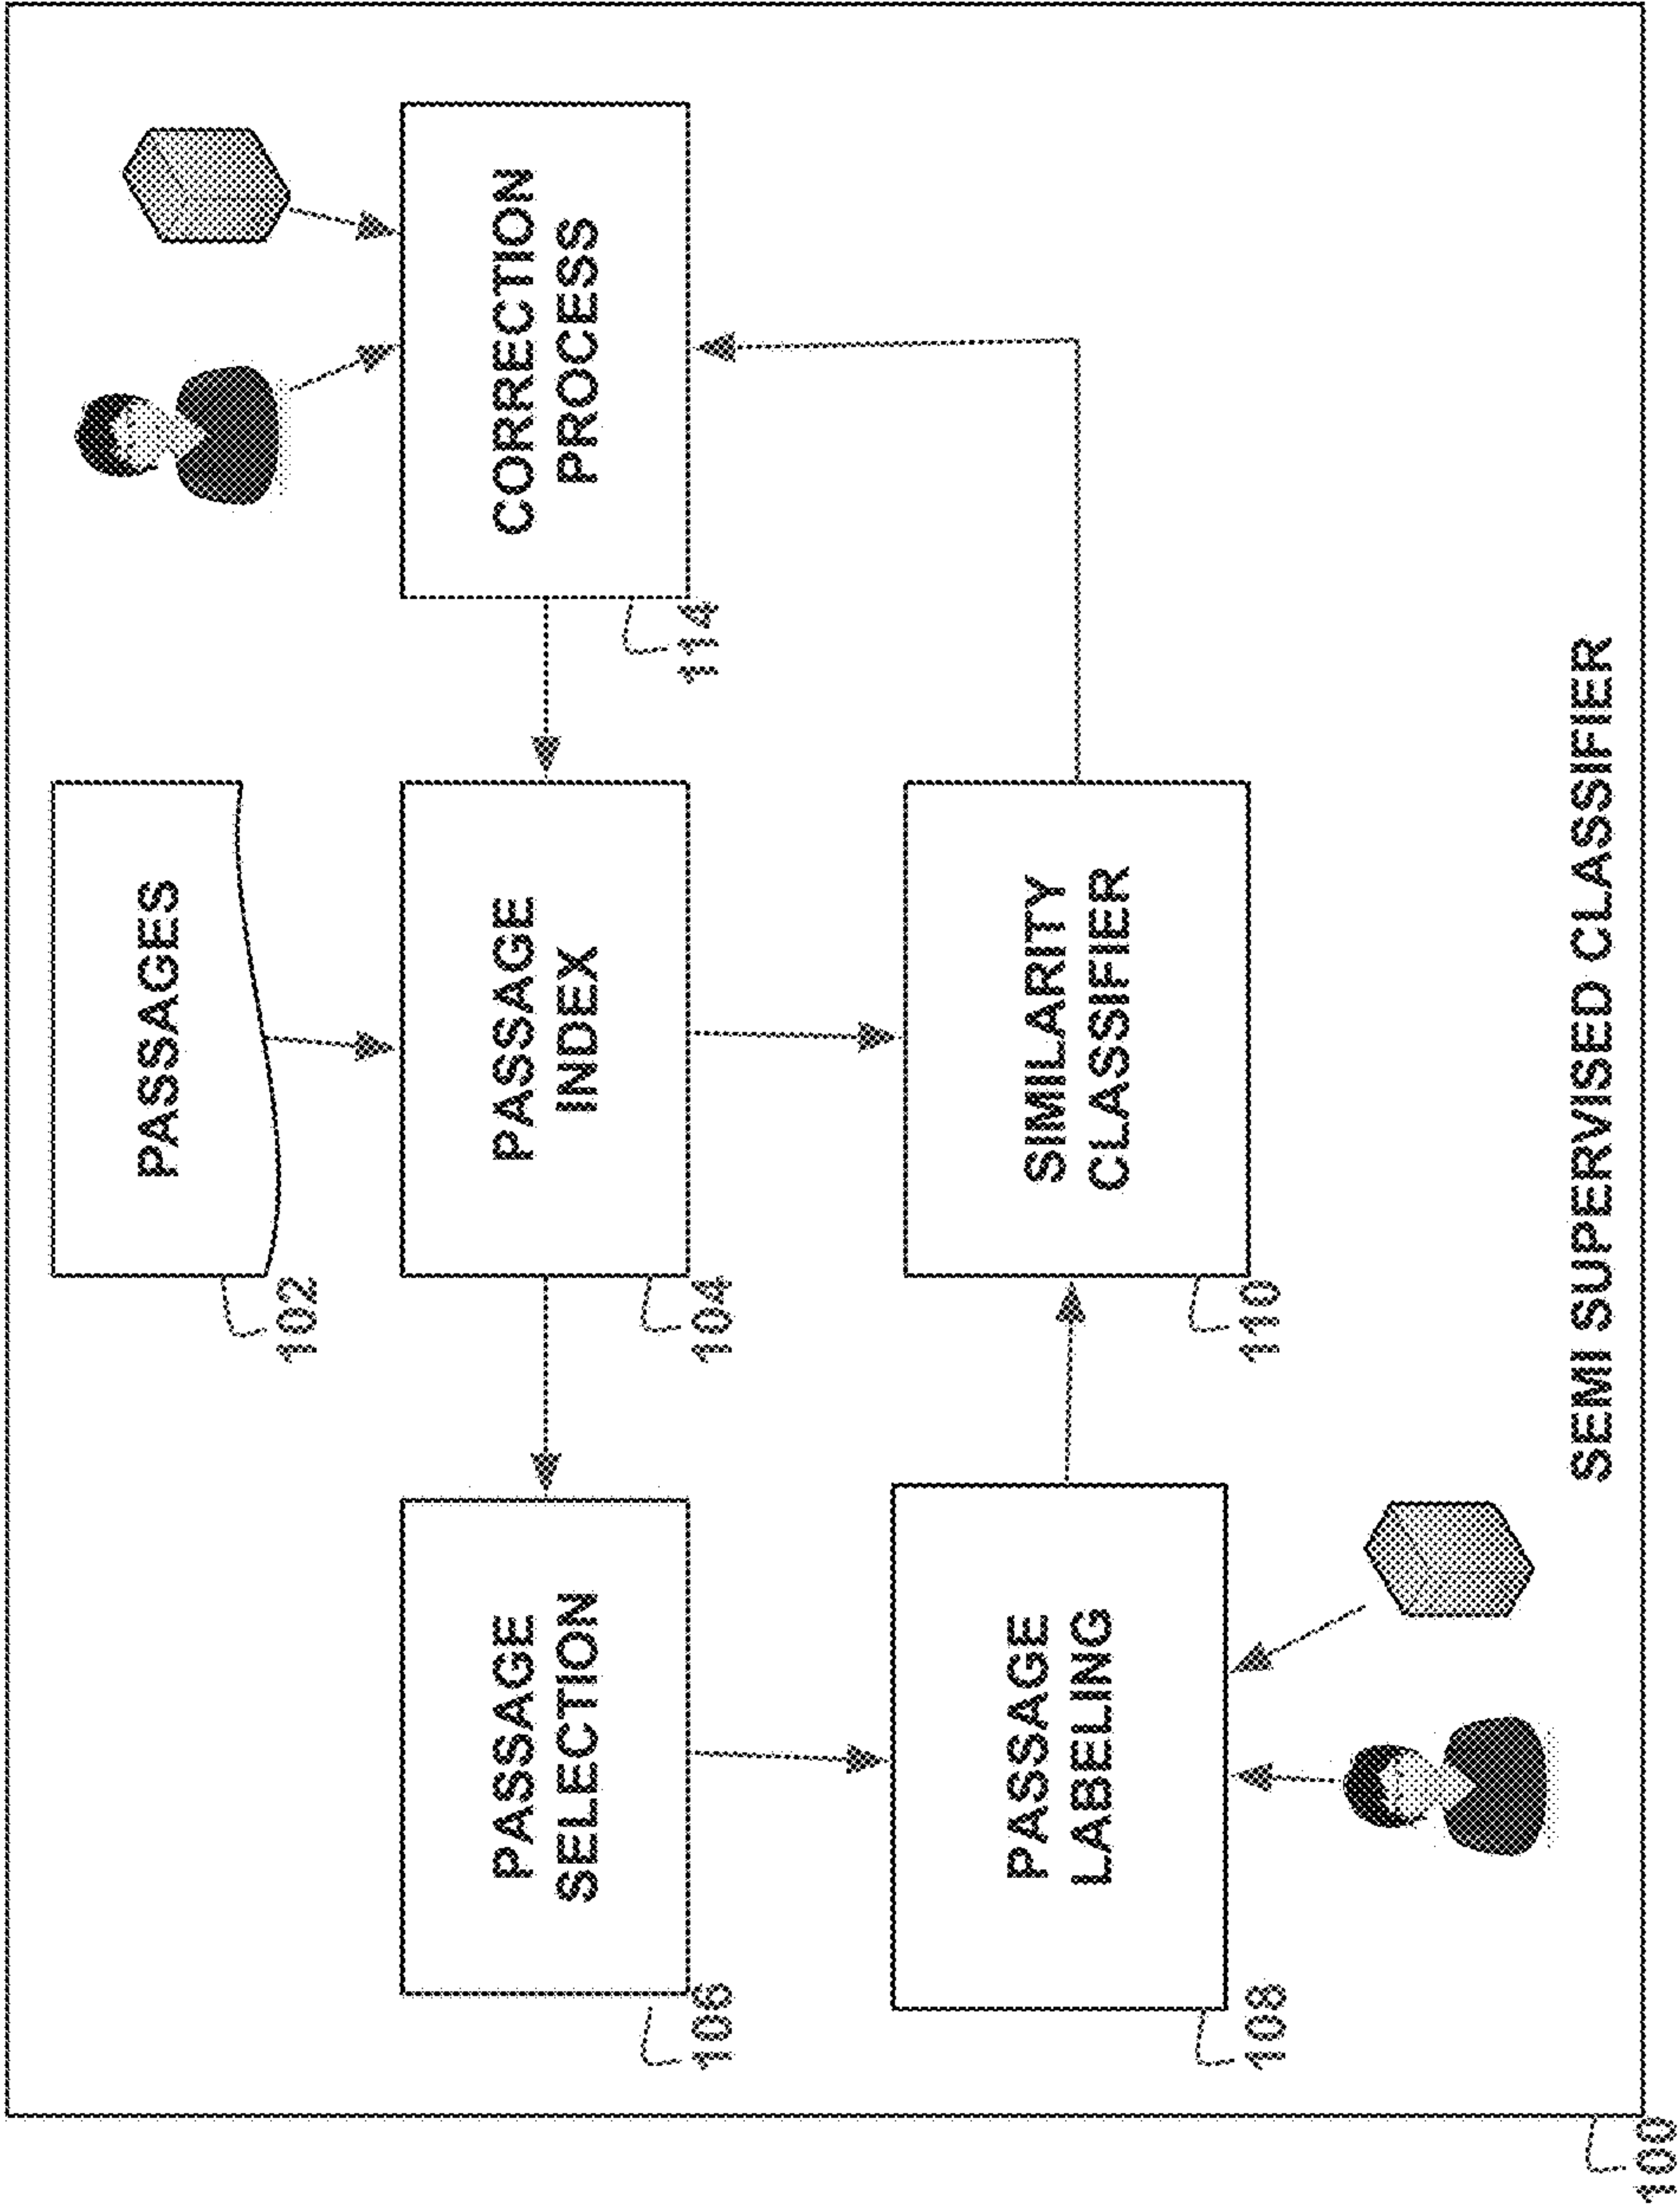 PASSAGES
102
PASSAGE
SELECTION
106
PASSAGE
INDEX
104
CORRECTION
PROCESS
114
PASSAGE
LABELING
108
SIMILARITY
CLASSIFIER
110
SEMI SUPERVISED CLASSIFIER
100